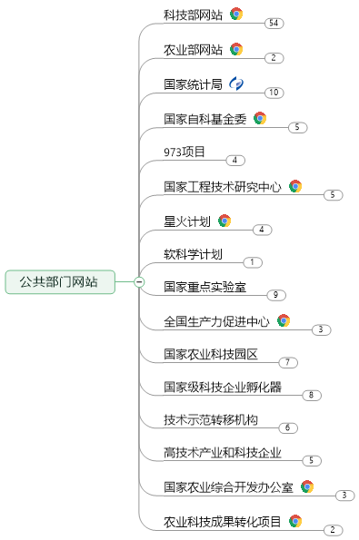 科技部网站
54
农业部网站
2
国家统计局
10
国家自科基金委
5
973项目
4
国家工程技术研究中心
5
星火计划
4
软科学计划
1
国家重点实验室
9
公共部门网站
全国生产力促进中心
3
国家农业科技园区
7
国家级科技企业孵化器
8
技术示范转移机构
6
高技术产业和科技企业
5
国家农业综合开发办公室
3
农业科技成果转化项目
2